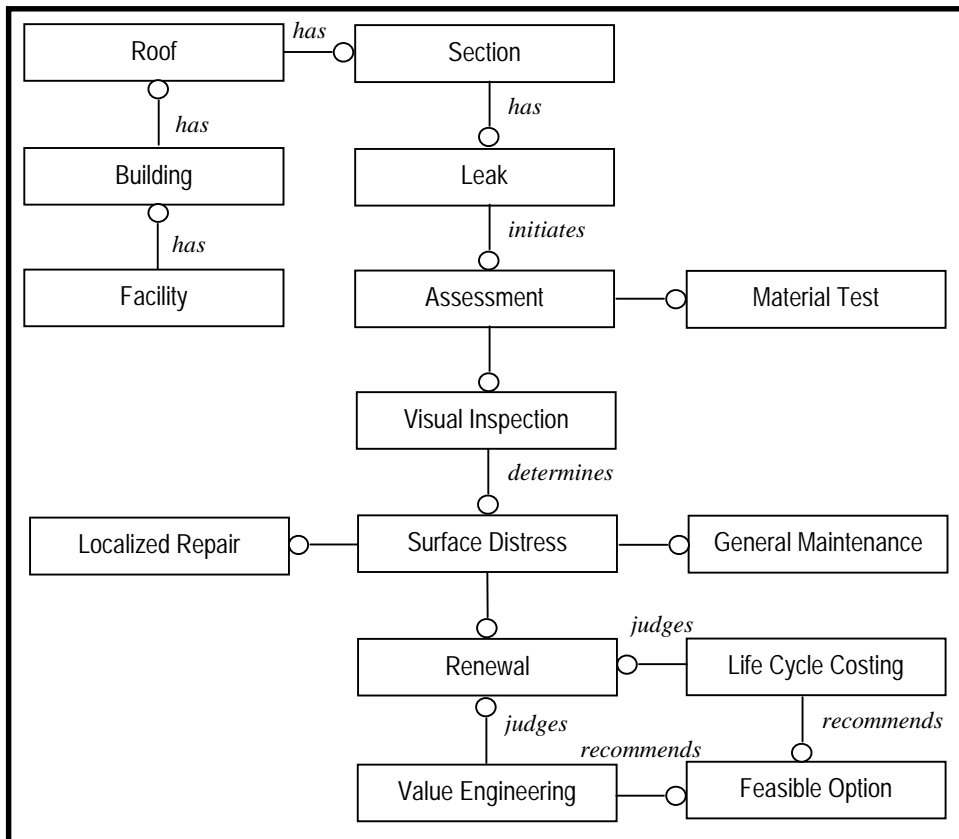 has
Roof
Section
has
has
Building
Leak
has
initiates
Facility
Assessment
Material Test
Visual Inspection
determines
Localized Repair
Surface Distress
General Maintenance
judges
Renewal
Life Cycle Costing
judges
recommends
recommends
Value Engineering
Feasible Option